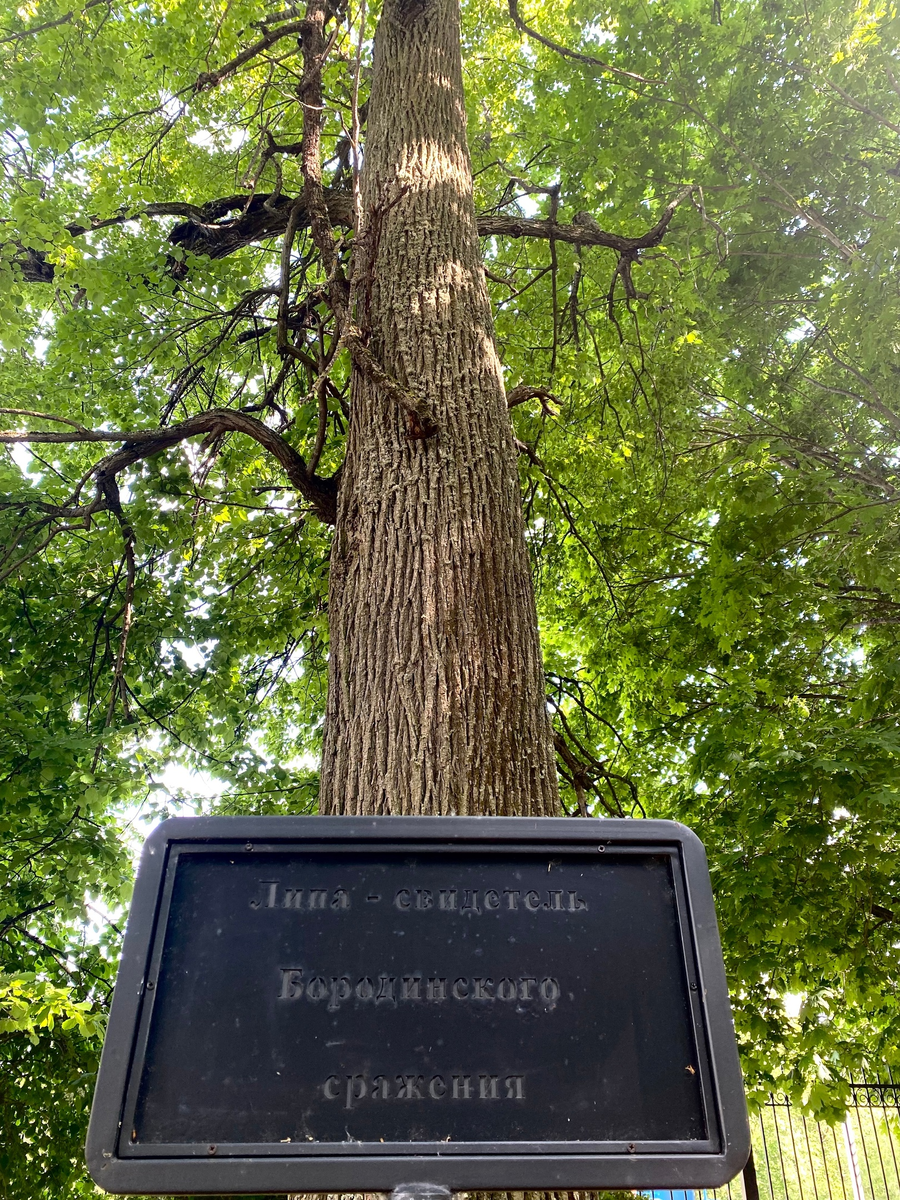 Липа - свидетель
Бородинского
сражения